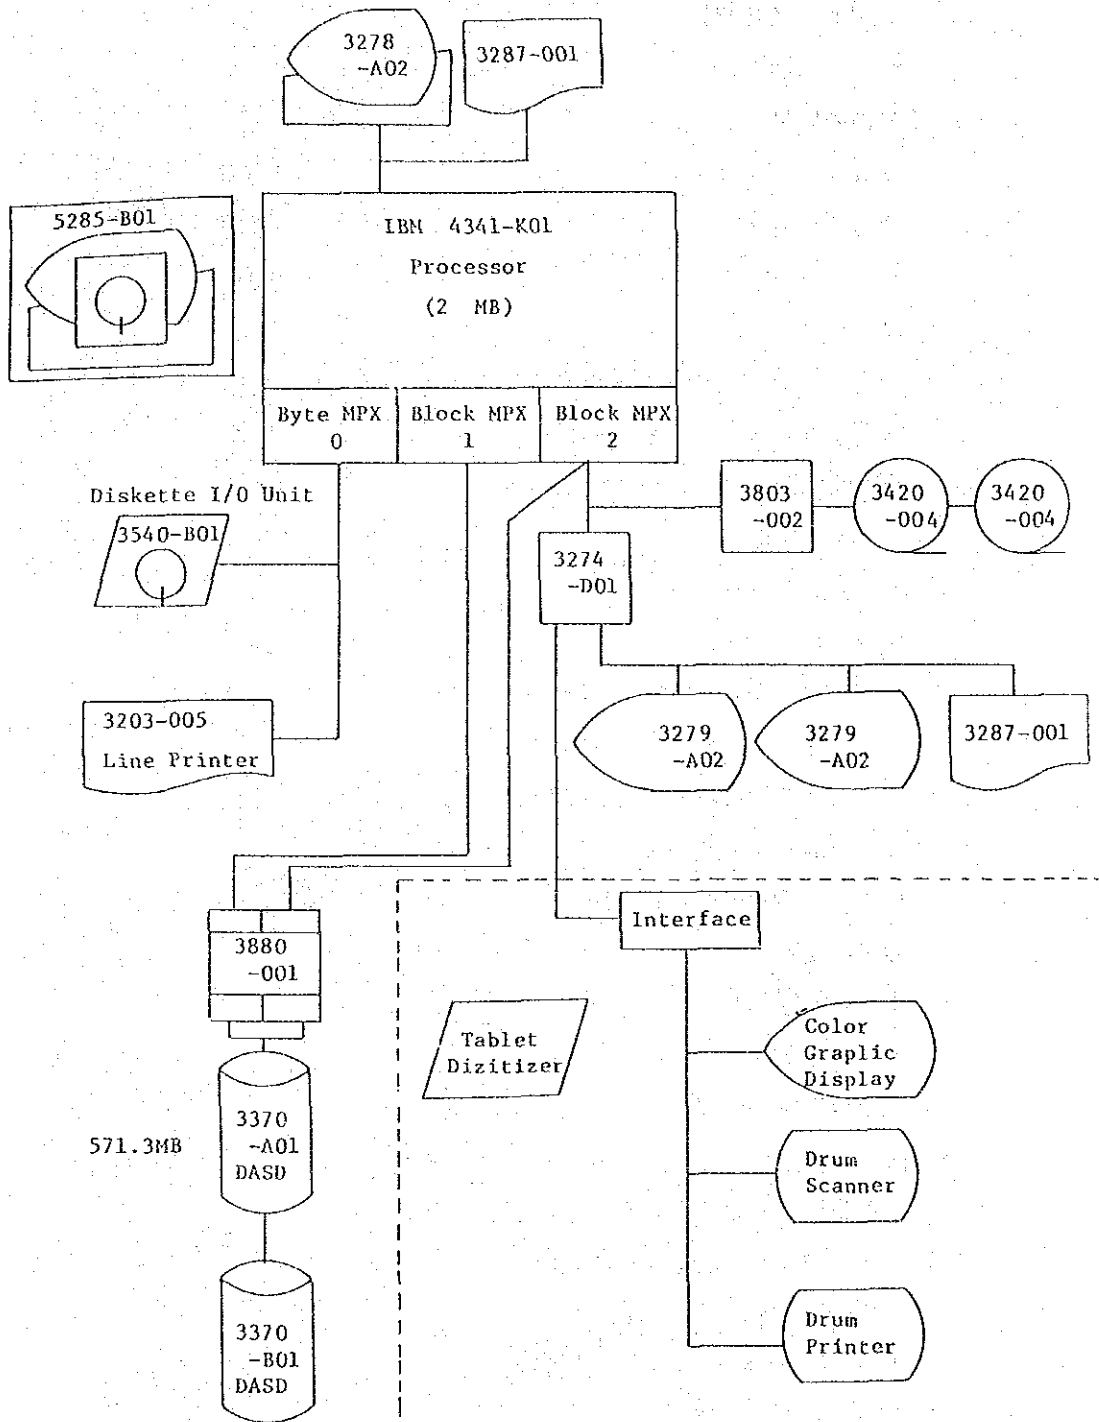 3278
-A02
3287-001
5285-B01
IBM 4341-K01
Processor
(2 MB)
Byte MPX
0
Block MPX
1
Block MPX
2
Diskette I/O Unit
3540-B01
3803
-002
3420
-004
3420
-004
3274
-D01
3203-005
Line Printer
3279
-A02
3279
-A02
3287-001
Interface
3880
-001
Tablet
Dizitizer
Color
Graplic
Display
571.3MB
3370
-A01
DASD
Drum
Scanner
3370
-B01
DASD
Drum
Printer